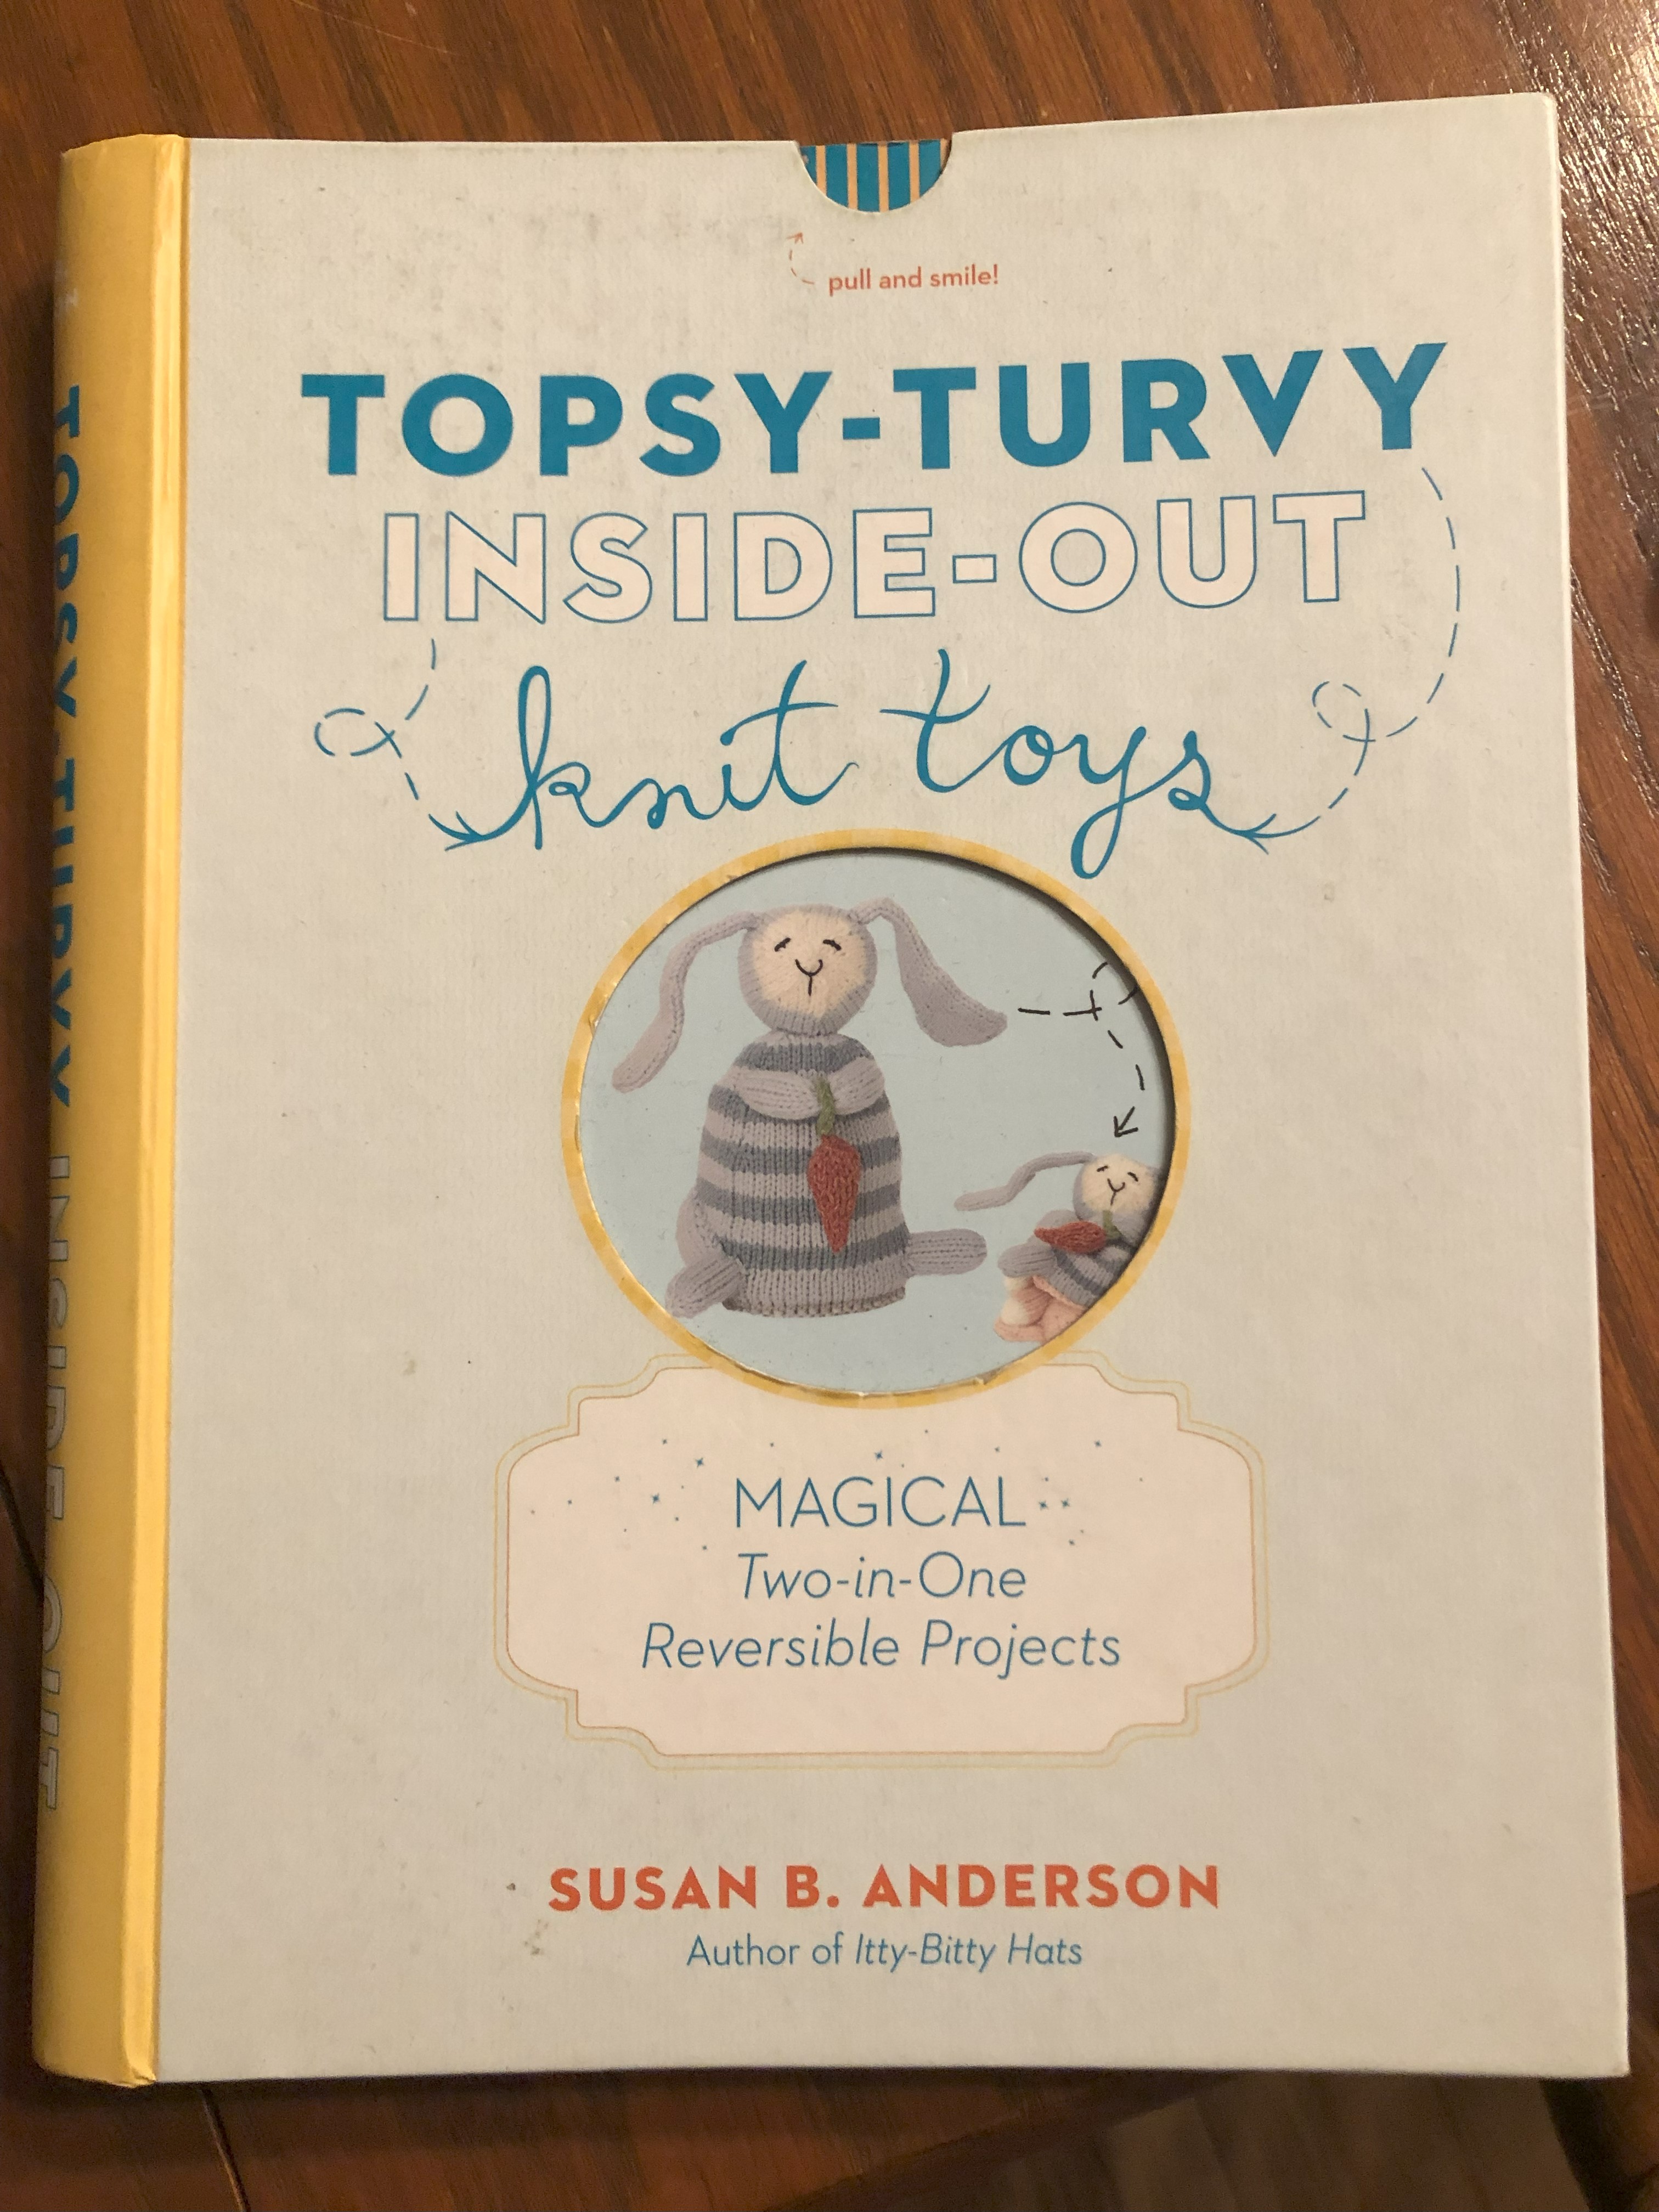 pull and smile!
TOPSY-TURVY
INSIDE-OUT
knit toys
MAGICAL
Two-in-One
Reversible Projects
SUSAN B. ANDERSON
Author of Itty-Bitty Hats
TOPSY-TURVY INSIDE-OUT